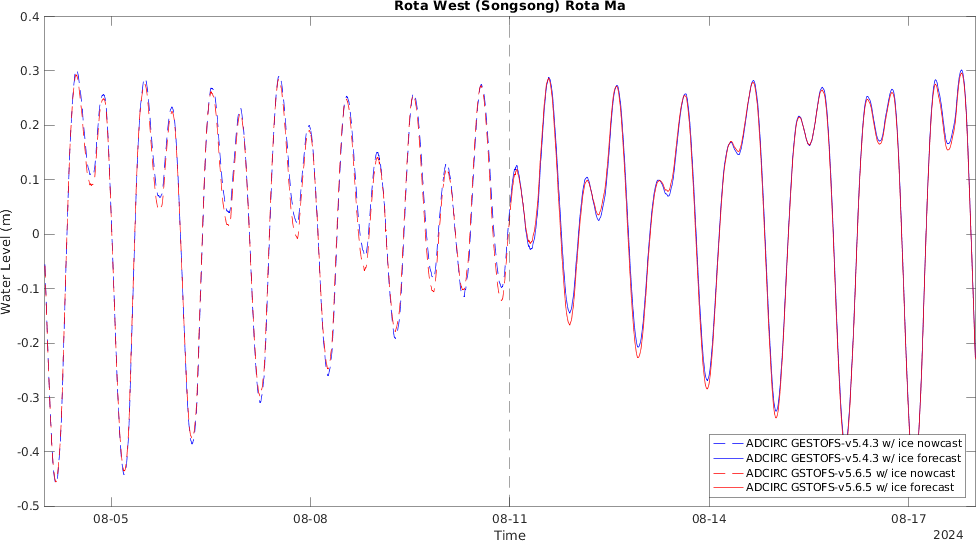 Rota West (Songsong) Rota Ma
Water Level (m)
0.4
0.3
0.2
0.1
0
-0.1
-0.2
-0.3
-0.4
-0.5
ADCIRC GESTOFS-v5.4.3 w/ ice nowcast
ADCIRC GESTOFS-v5.4.3 w/ ice forecast
ADCIRC GSTOFS-v5.6.5 w/ ice nowcast
ADCIRC GSTOFS-v5.6.5 w/ ice forecast
08-05 08-08 08-11 08-14 08-17
Time
2024